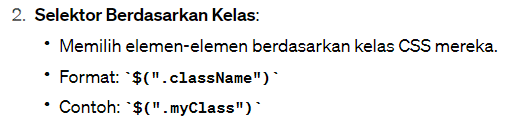 2. Selektor Berdasarkan Kelas:
• Memilih elemen-elemen berdasarkan kelas CSS mereka.
• Format: `$(".className")`
• Contoh: `$(".myClass")`